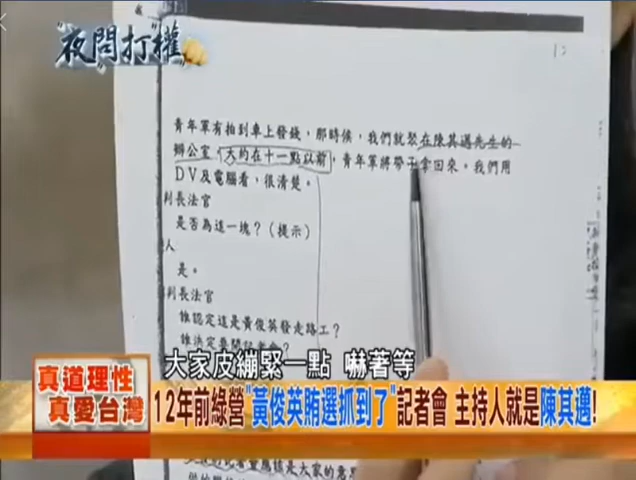 夜問打權
青年軍有拍到車上發錢，那時候，我們就聚在陳其邁先生的
辦公室，大約在十一點以前，青年軍將帶子拿回來。我們用
DV及電腦看，很清楚。
判長法官
是否為這一塊？（提示）
人
是。
判長法官
誰認定這是黃俊英發走路工？
大家皮繃緊一點 嚇著等
真道理性
真愛台灣
12年前綠營"黃俊英賄選抓到了"記者會 主持人就是陳其邁!